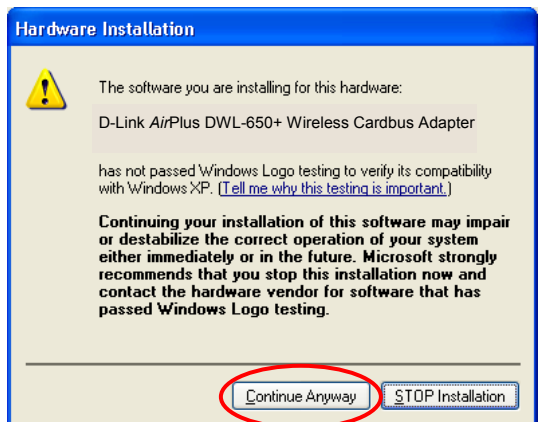 Hardware Installation
The software you are installing for this hardware:
D-Link AirPlus DWL-650+ Wireless Cardbus Adapter
has not passed Windows Logo testing to verify its compatibility
with Windows XP. (Tell me why this testing is important.)
Continuing your installation of this software may impair
or destabilize the correct operation of your system
either immediately or in the future. Microsoft strongly
recommends that you stop this installation now and
contact the hardware vendor for software that has
passed Windows Logo testing.
Continue Anyway STOP Installation